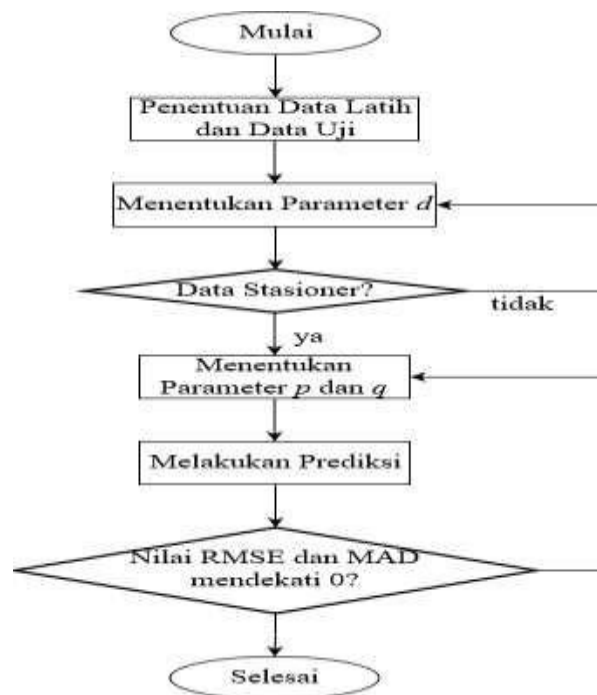 Mulai
Penentuan Data Latih
dan Data Uji
Menentukan Parameter d
Data Stasioner?
tidak
ya
Menentukan
Parameter p dan q
Melakukan Prediksi
Nilai RMSE dan MAD
mendekati 0?
Selesai